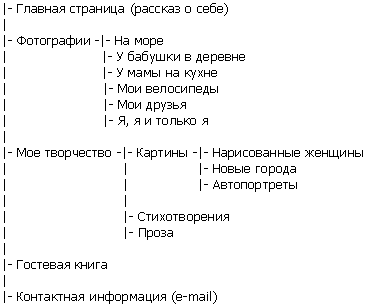 |- Главная страница (рассказ о себе)
|
|- Фотографии -|- На море
|- У бабушки в деревне
|- У мамы на кухне
|- Мои велосипеды
|- Мои друзья
|- Я, я и только я
|
|- Мое творчество -|- Картины -|- Нарисованные женщины
| | |- Новые города
| | |- Автопортреты
| |
| |- Стихотворения
| |- Проза
|
|- Гостевая книга
|
|- Контактная информация (e-mail)